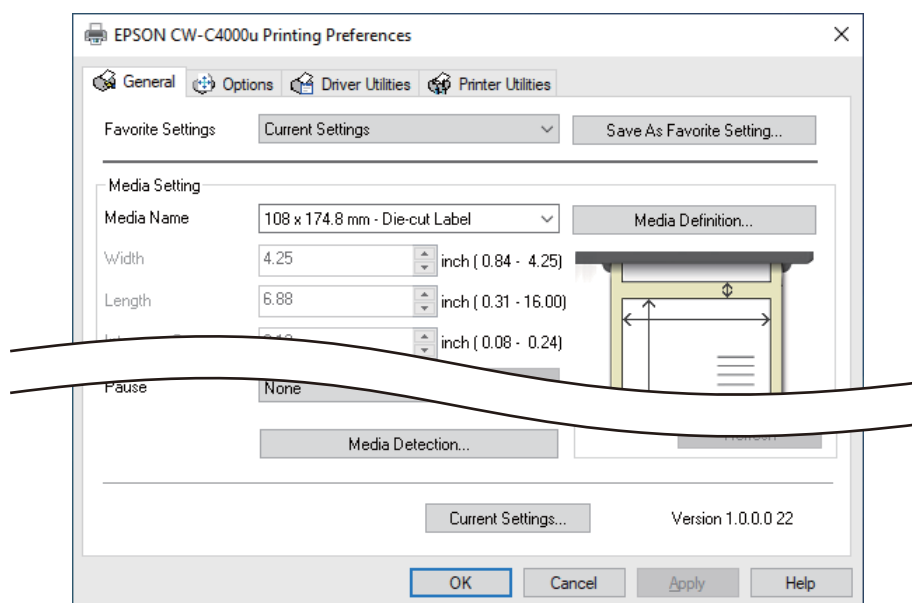 EPSON CW-C4000u Printing Preferences
General Options Driver Utilities Printer Utilities
Favorite Settings Current Settings Save As Favorite Setting...
Media Setting
Media Name 108 x 174.8 mm - Die-cut Label Media Definition...
Width 4.25 inch ( 0.84 - 4.25)
Length 6.88 inch ( 0.31 - 16.00)
inch ( 0.08 - 0.24)
Pause None
Media Detection...
Current Settings... Version 1.0.0.0 22
OK Cancel Apply Help